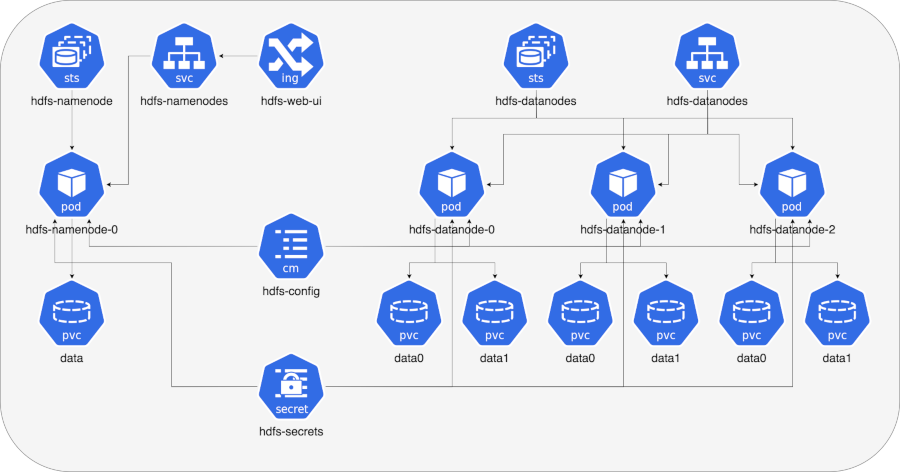 sts
svc
ing
sts
svc
hdfs-namenode
hdfs-namenodes
hdfs-web-ui
hdfs-datanodes
hdfs-datanodes
pod
pod
pod
pod
hdfs-namenode-0
hdfs-datanode-0
hdfs-datanode-1
hdfs-datanode-2
cm
hdfs-config
pvc
pvc
pvc
pvc
pvc
pvc
pvc
data
data0
data1
data0
data1
data0
data1
secret
hdfs-secrets